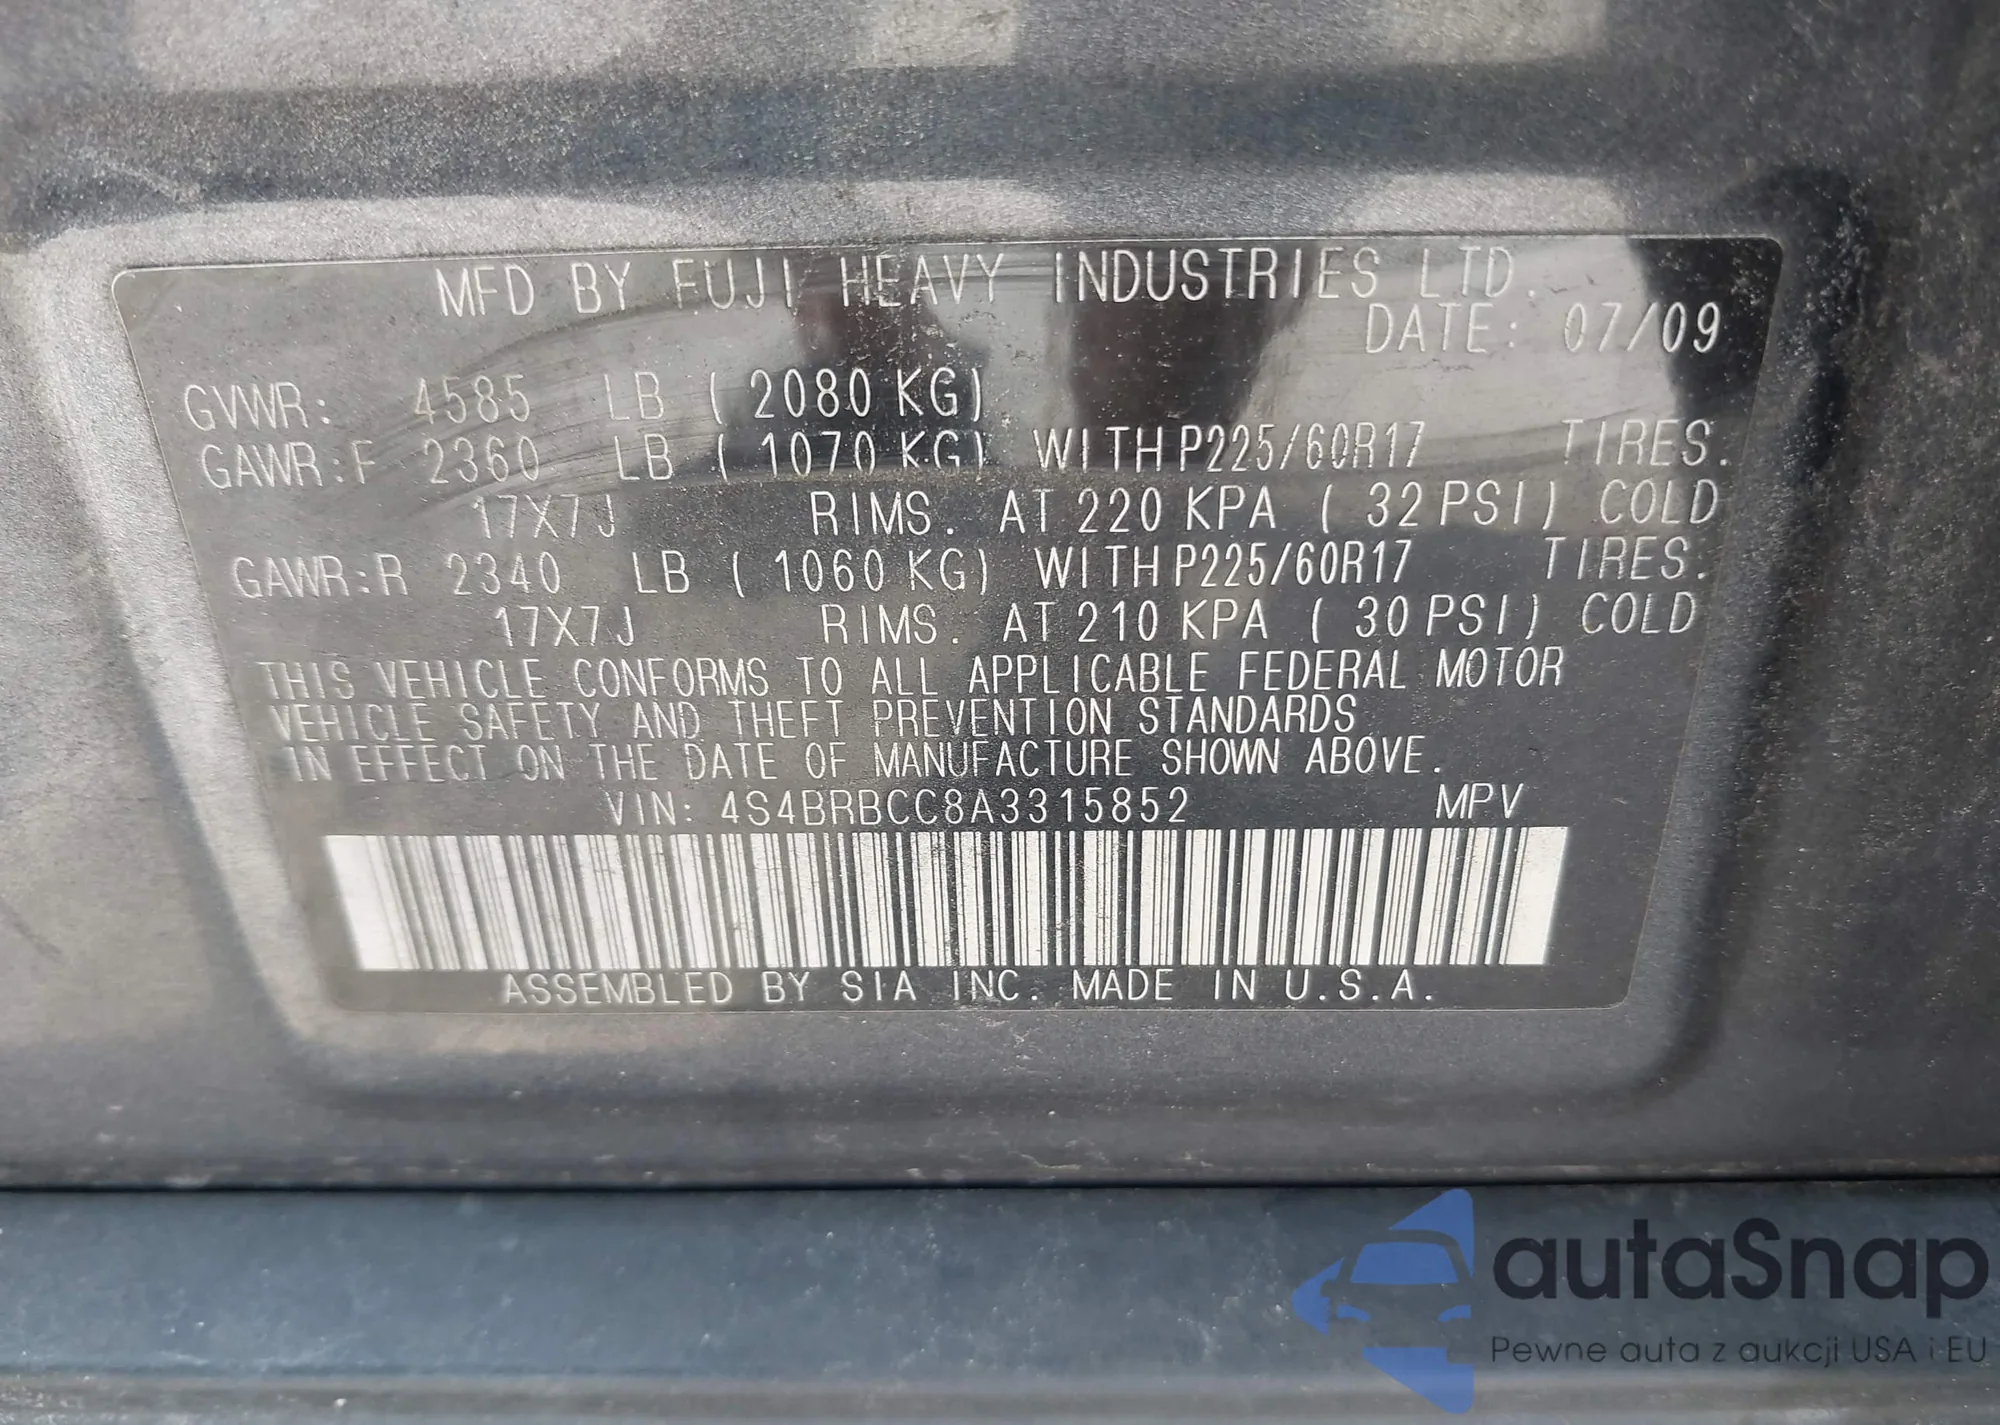 MFD BY FUJI HEAVY INDUSTRIES LTD.
DATE: 07/09
GVWR: 4585 LB ( 2080 KG)
GAWR:F 2360 LB ( 1070 KG) WITH P225/60R17 TIRES.
17X7J RIMS. AT 220 KPA ( 32 PSI) COLD
GAWR:R 2340 LB ( 1060 KG) WITH P225/60R17 TIRES.
17X7J RIMS. AT 210 KPA ( 30 PSI) COLD
THIS VEHICLE CONFORMS TO ALL APPLICABLE FEDERAL MOTOR
VEHICLE SAFETY AND THEFT PREVENTION STANDARDS
IN EFFECT ON THE DATE OF MANUFACTURE SHOWN ABOVE.
VIN: 4S4BRBCC8A3315852 MPV
ASSEMBLED BY SIA INC. MADE IN U.S.A.
autaSnap
Pewne auta z aukcji USA i EU